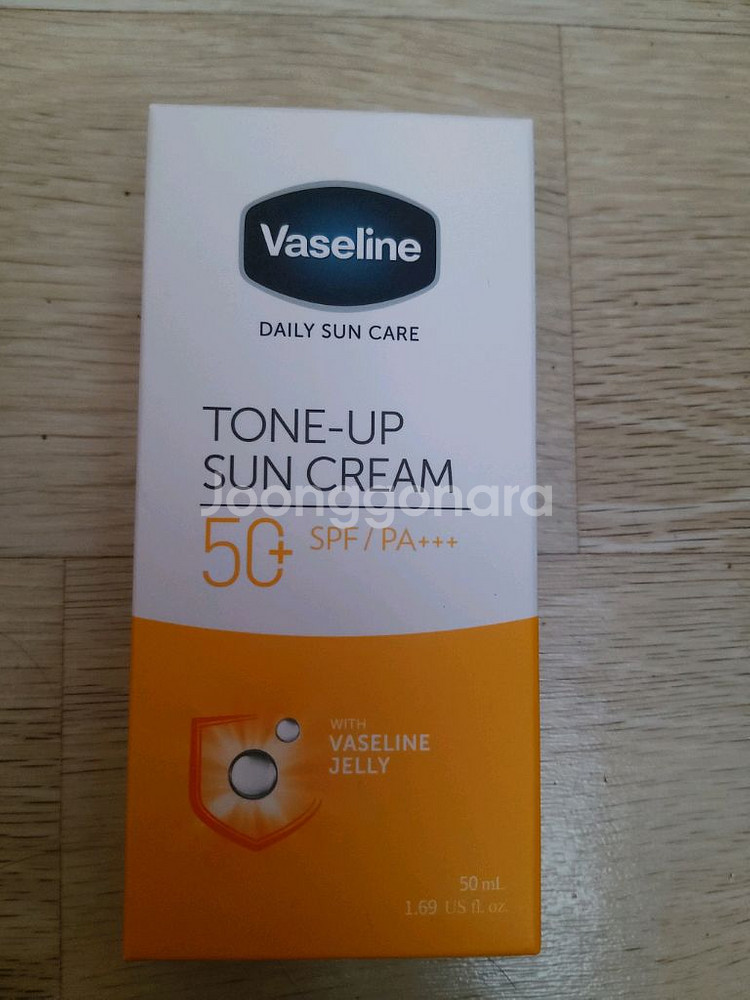 Vaseline
DAILY SUN CARE
TONE-UP
SUN CREAM
Joonggonara
50+ SPF / PA+++
WITH
VASELINE
JELLY
50 mL
1.69 US fl. oz.